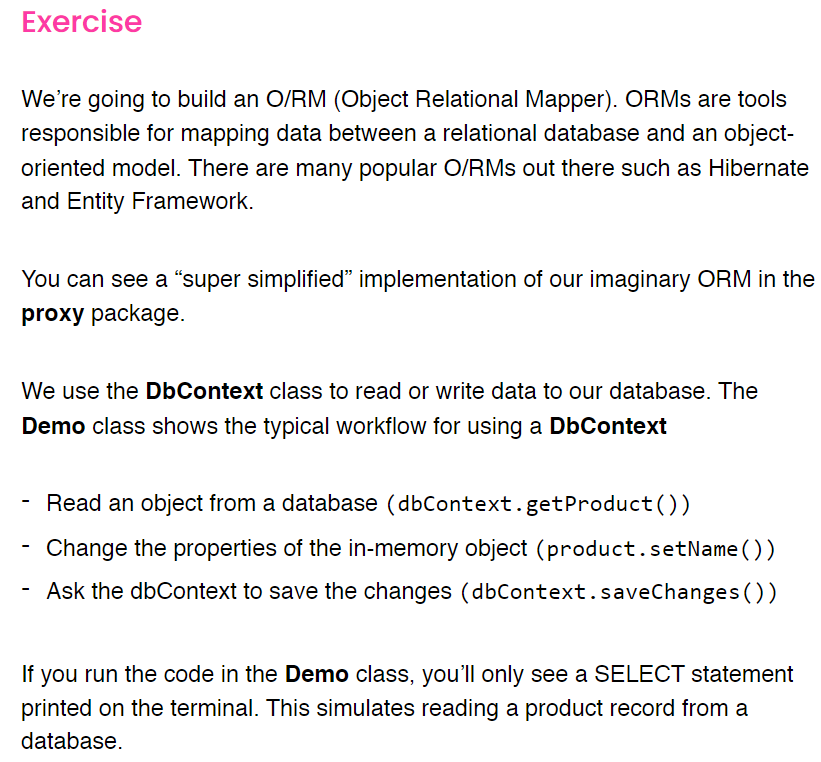 Exercise
We’re going to build an O/RM (Object Relational Mapper). ORMs are tools
responsible for mapping data between a relational database and an object-
oriented model. There are many popular O/RMs out there such as Hibernate
and Entity Framework.
You can see a “super simplified” implementation of our imaginary ORM in the
proxy package.
We use the DbContext class to read or write data to our database. The
Demo class shows the typical workflow for using a DbContext
- Read an object from a database (dbContext.getProduct())
- Change the properties of the in-memory object (product.setName())
- Ask the dbContext to save the changes (dbContext.saveChanges())
If you run the code in the Demo class, you’ll only see a SELECT statement
printed on the terminal. This simulates reading a product record from a
database.